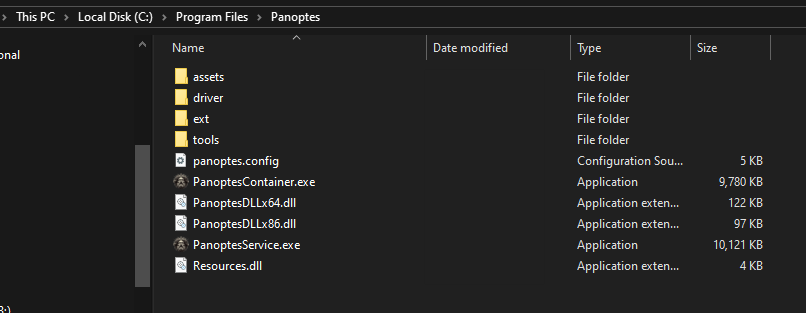 This PC > Local Disk (C:) > Program Files > Panoptes
onal
Name Date modified Type Size
assets File folder
driver File folder
ext File folder
tools File folder
panoptes.config Configuration Sou... 5 KB
PanoptesContainer.exe Application 9,780 KB
PanoptesDLLx64.dll Application exten... 122 KB
PanoptesDLLx86.dll Application exten... 97 KB
PanoptesService.exe Application 10,121 KB
Resources.dll Application exten... 4 KB